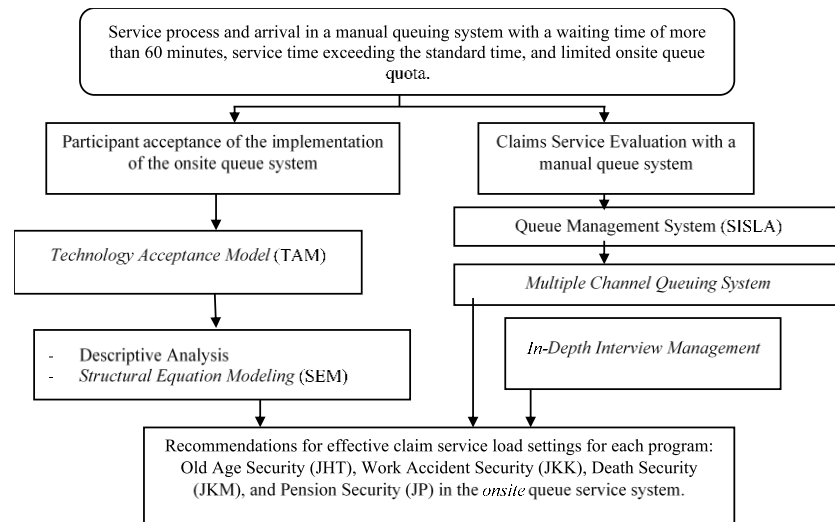 Service process and arrival in a manual queuing system with a waiting time of more
than 60 minutes, service time exceeding the standard time, and limited onsite queue
quota.
Participant acceptance of the implementation
of the onsite queue system
Claims Service Evaluation with a
manual queue system
Queue Management System (SISLA)
Technology Acceptance Model (TAM)
Multiple Channel Queuing System
In-Depth Interview Management
- Descriptive Analysis
- Structural Equation Modeling (SEM)
Recommendations for effective claim service load settings for each program:
Old Age Security (JHT), Work Accident Security (JKK), Death Security
(JKM), and Pension Security (JP) in the onsite queue service system.